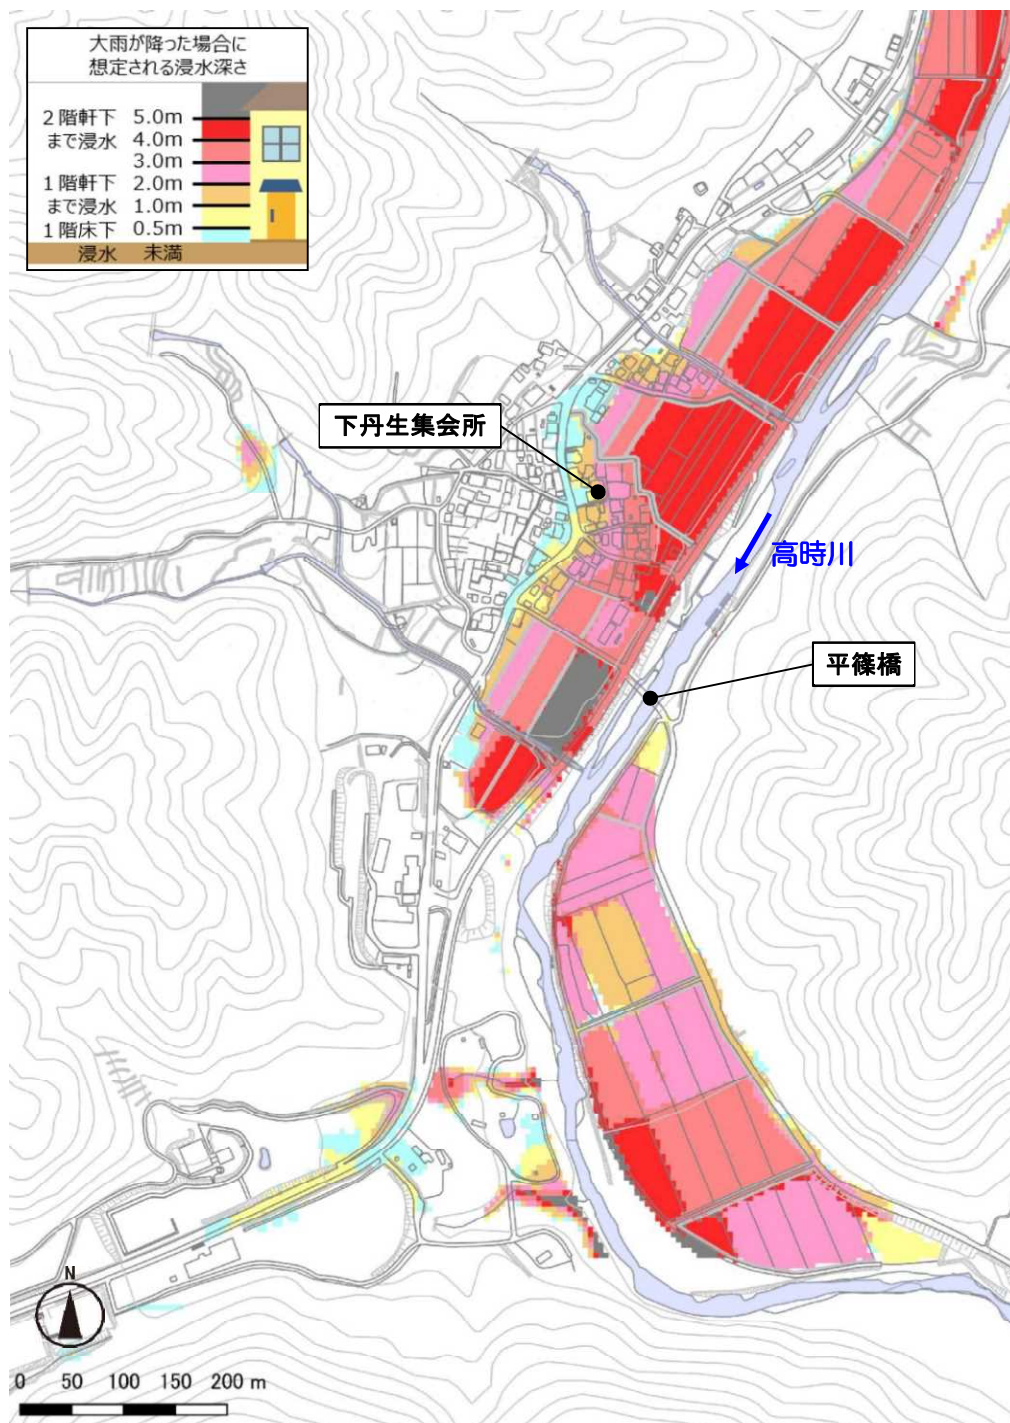 大雨が降った場合に
想定される浸水深さ
2階軒下 5.0m
まで浸水 4.0m
3.0m
1階軒下 2.0m
まで浸水 1.0m
1階床下 0.5m
浸水 未満
下丹生集会所
高時川
平篠橋
N
0 50 100 150 200 m